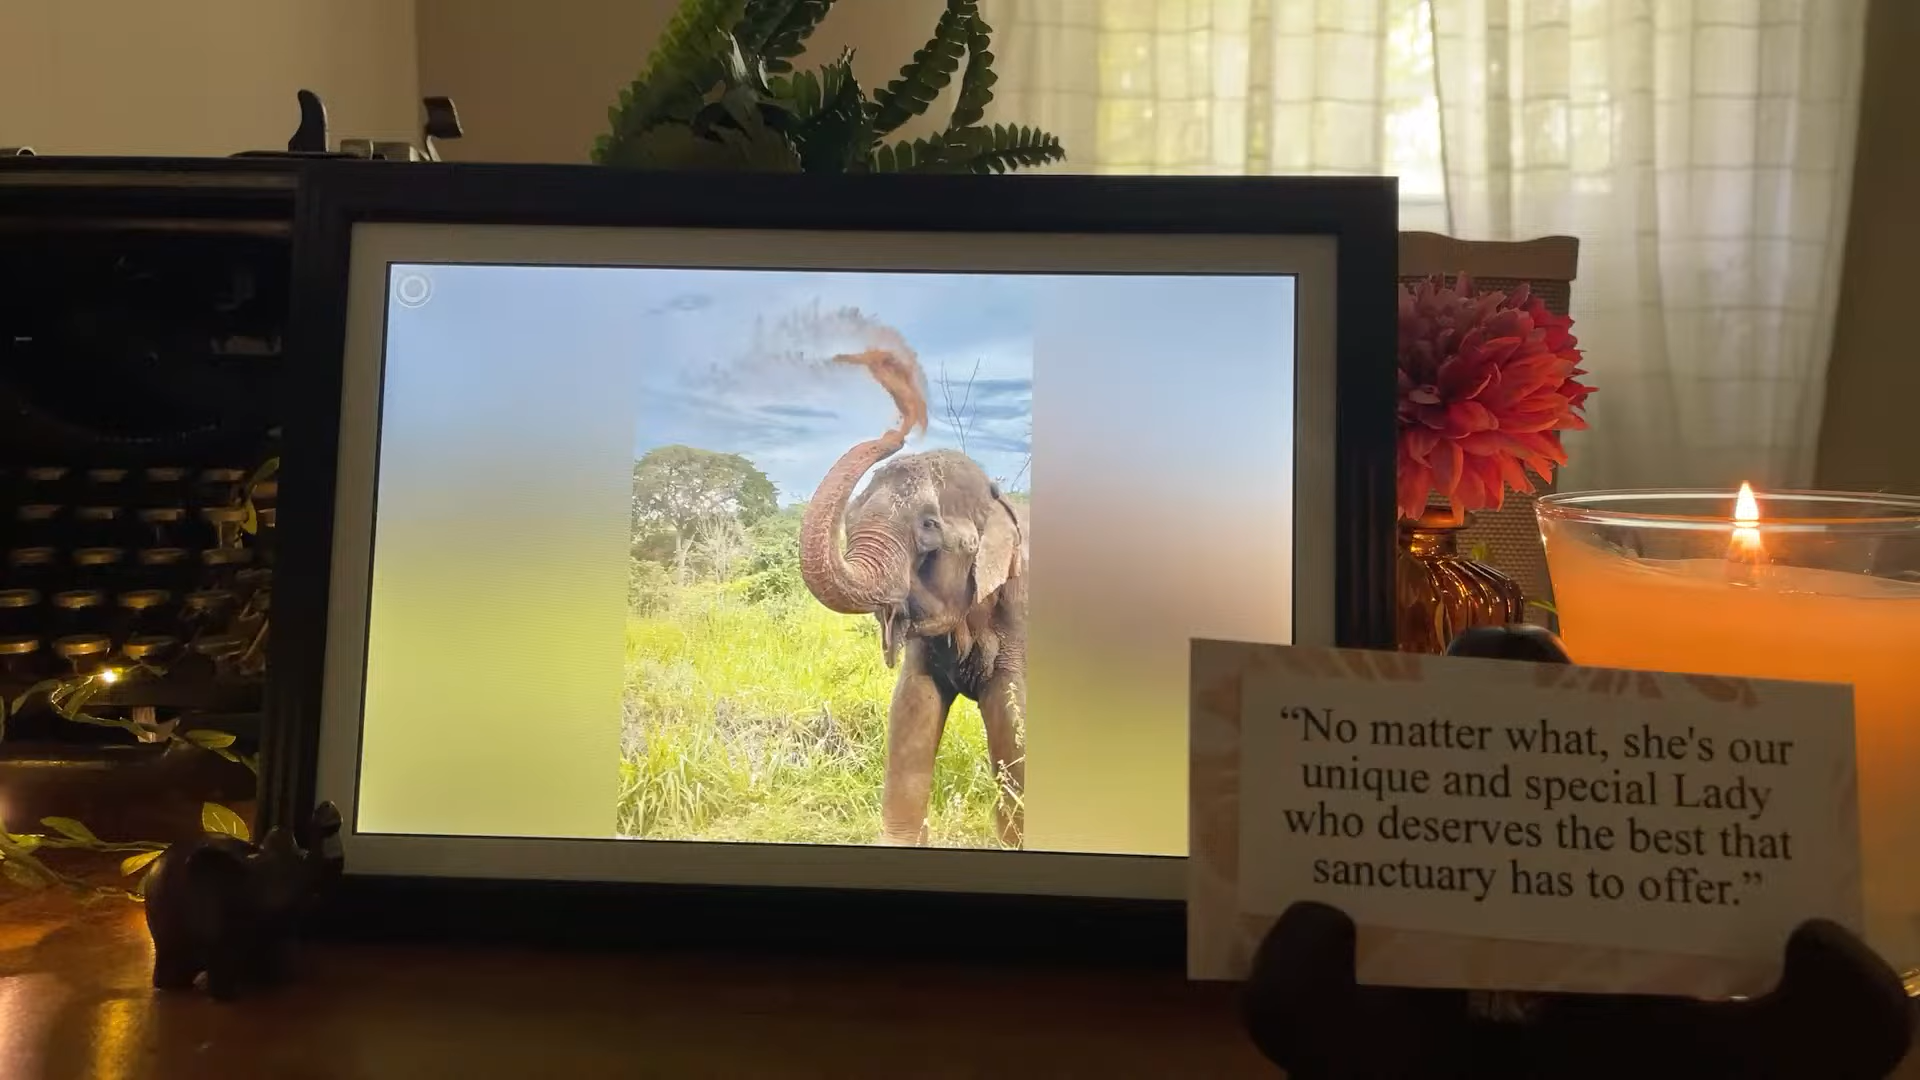 “No matter what, she's our
unique and special Lady
who deserves the best that
sanctuary has to offer.”